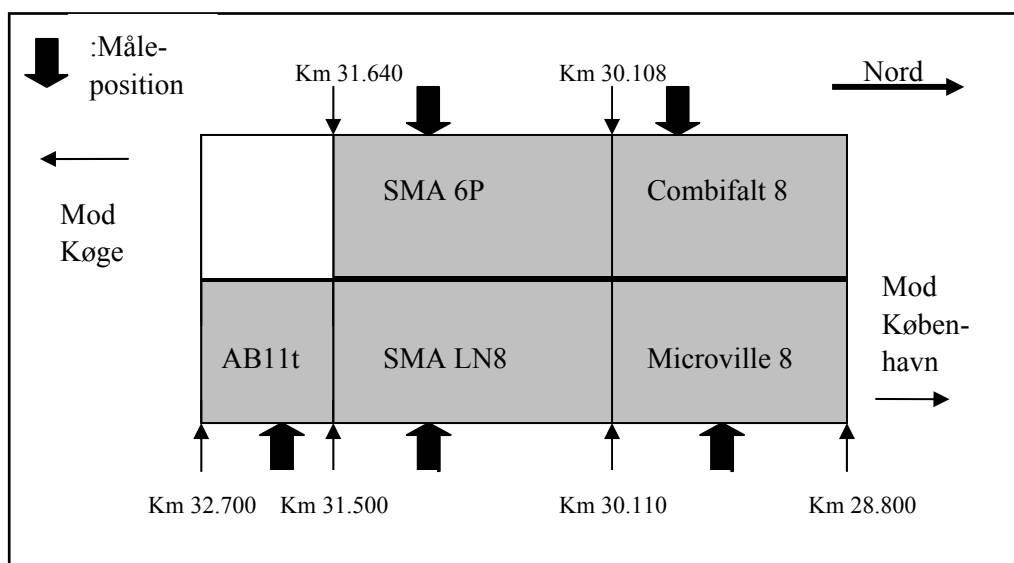 :Måle-
position
Km 31.640
Km 30.108
Nord
Mod
Køge
SMA 6P
Combifalt 8
Mod
Køben-
havn
AB11t
SMA LN8
Microville 8
Km 32.700
Km 31.500
Km 30.110
Km 28.800